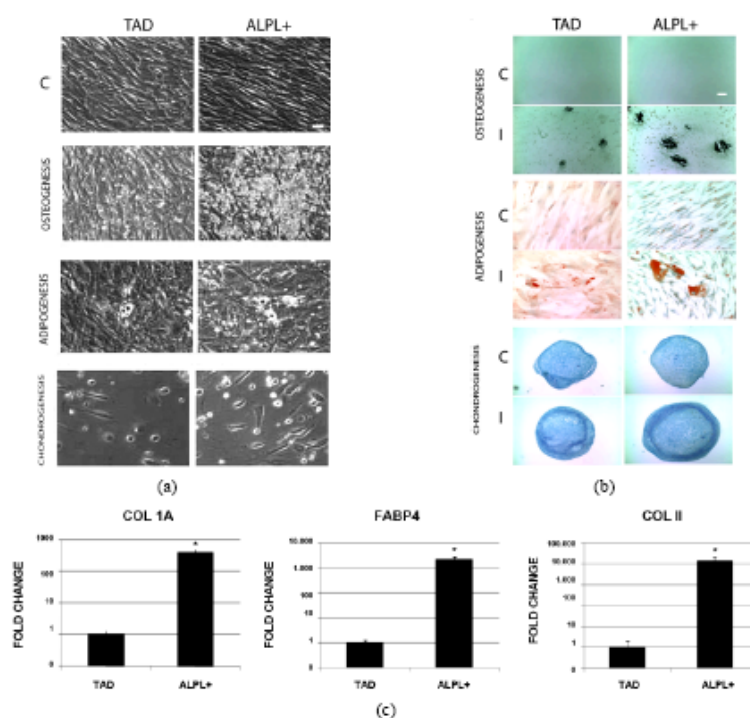 TAD ALPL+
C
OSTEOGENESIS
ADIPOGENESIS
CHONDROGENESIS
(a)
TAD ALPL+
OSTEOGENESIS
C
I
ADIPOGENESIS
C
I
CHONDROGENESIS
C
I
(b)
COL 1A
FOLD CHANGE
1000
100
10
1
0
*
TAD ALPL+
FABP4
FOLD CHANGE
10.000
1.000
100
10
1
0
*
TAD ALPL+
COL II
FOLD CHANGE
100.000
10.000
1.000
100
10
1
0
*
TAD ALPL+
(c)